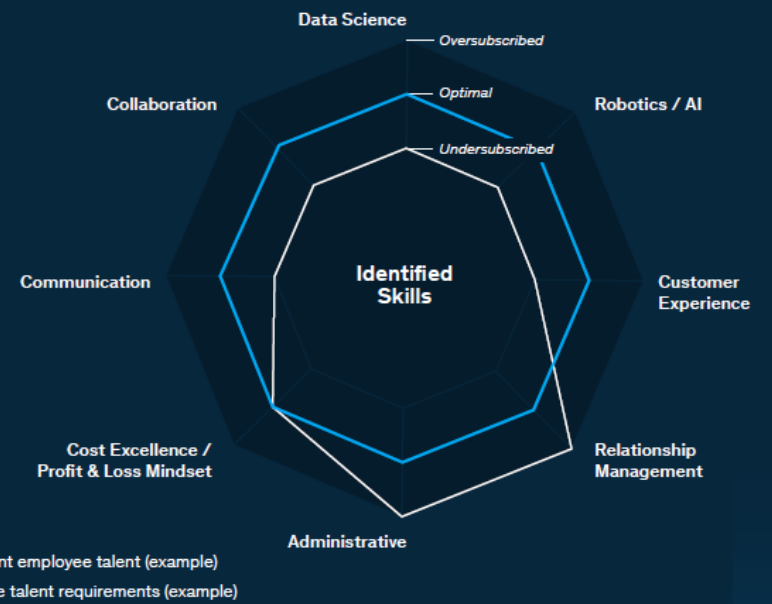 Data Science
Oversubscribed
Collaboration
Optimal
Robotics / AI
Undersubscribed
Identified
Skills
Communication
Customer
Experience
Cost Excellence /
Profit & Loss Mindset
Relationship
Management
Administrative
nt employee talent (example)
e talent requirements (example)